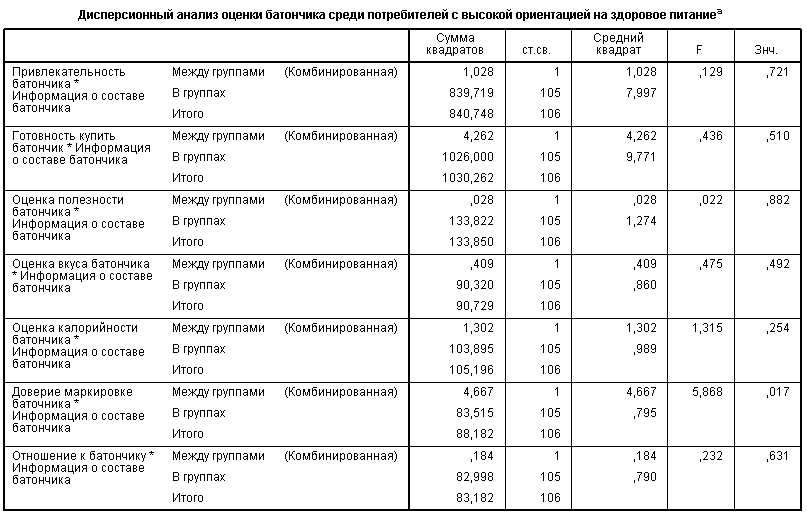 Дисперсионный анализ оценки батончика среди потребителей с высокой ориентацией на здоровое питаниеª
Сумма квадратов ст.св. Средний квадрат F Знч.
Привлекательность Между группами (Комбинированная) 1,028 1 1,028 ,129 ,721
батончика *
Информация о составе В группах 839,719 105 7,997
батончика Итого 840,748 106
Готовность купить Между группами (Комбинированная) 4,262 1 4,262 ,436 ,510
батончик * Информация В группах 1026,000 105 9,771
о составе батончика
Итого 1030,262 106
Оценка полезности Между группами (Комбинированная) ,028 1 ,028 ,022 ,882
батончика *
Информация о составе В группах 133,822 105 1,274
батончика Итого 133,850 106
Оценка вкуса батончика Между группами (Комбинированная) ,409 1 ,409 ,475 ,492
* Информация о составе В группах 90,320 105 ,860
батончика
Итого 90,729 106
Оценка калорийности Между группами (Комбинированная) 1,302 1 1,302 1,315 ,254
батончика *
Информация о составе В группах 103,895 105 ,989
батончика Итого 105,196 106
Доверие маркировке Между группами (Комбинированная) 4,667 1 4,667 5,868 ,017
баточника *
Информация о составе В группах 83,515 105 ,795
батончика Итого 88,182 106
Отношение к батончику * Между группами (Комбинированная) ,184 1 ,184 ,232 ,631
Информация о составе В группах 82,998 105 ,790
батончика
Итого 83,182 106